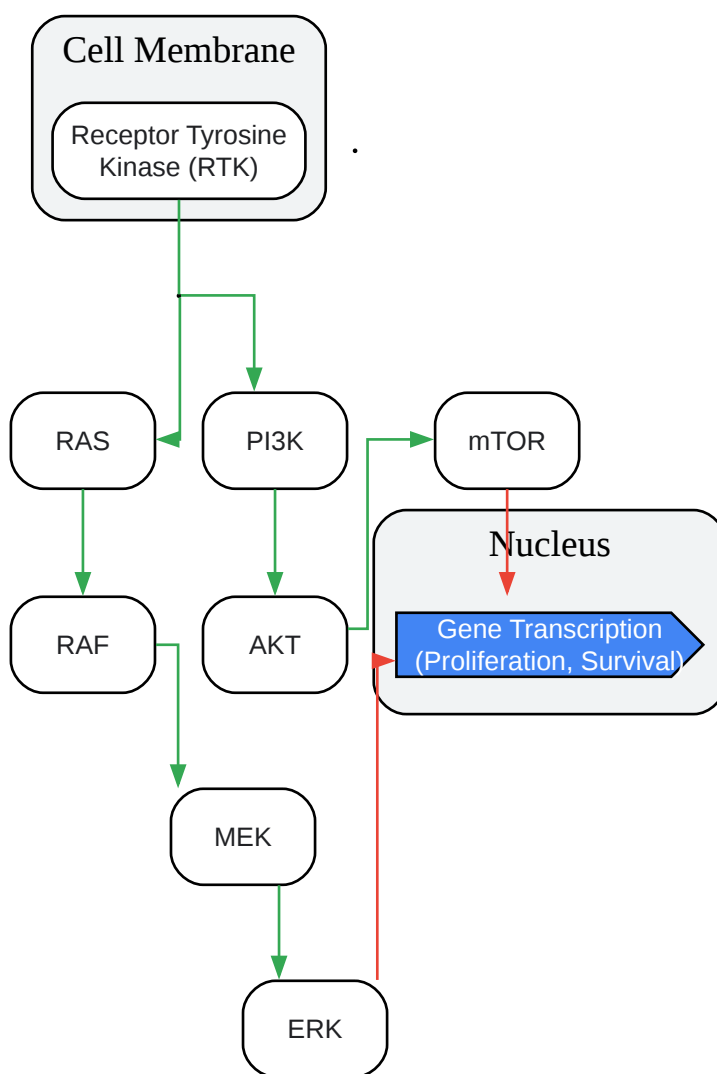 Cell Membrane
Receptor Tyrosine
Kinase (RTK)
.
RAS
PI3K
mTOR
Nucleus
RAF
AKT
Gene Transcription
(Proliferation, Survival)
MEK
ERK